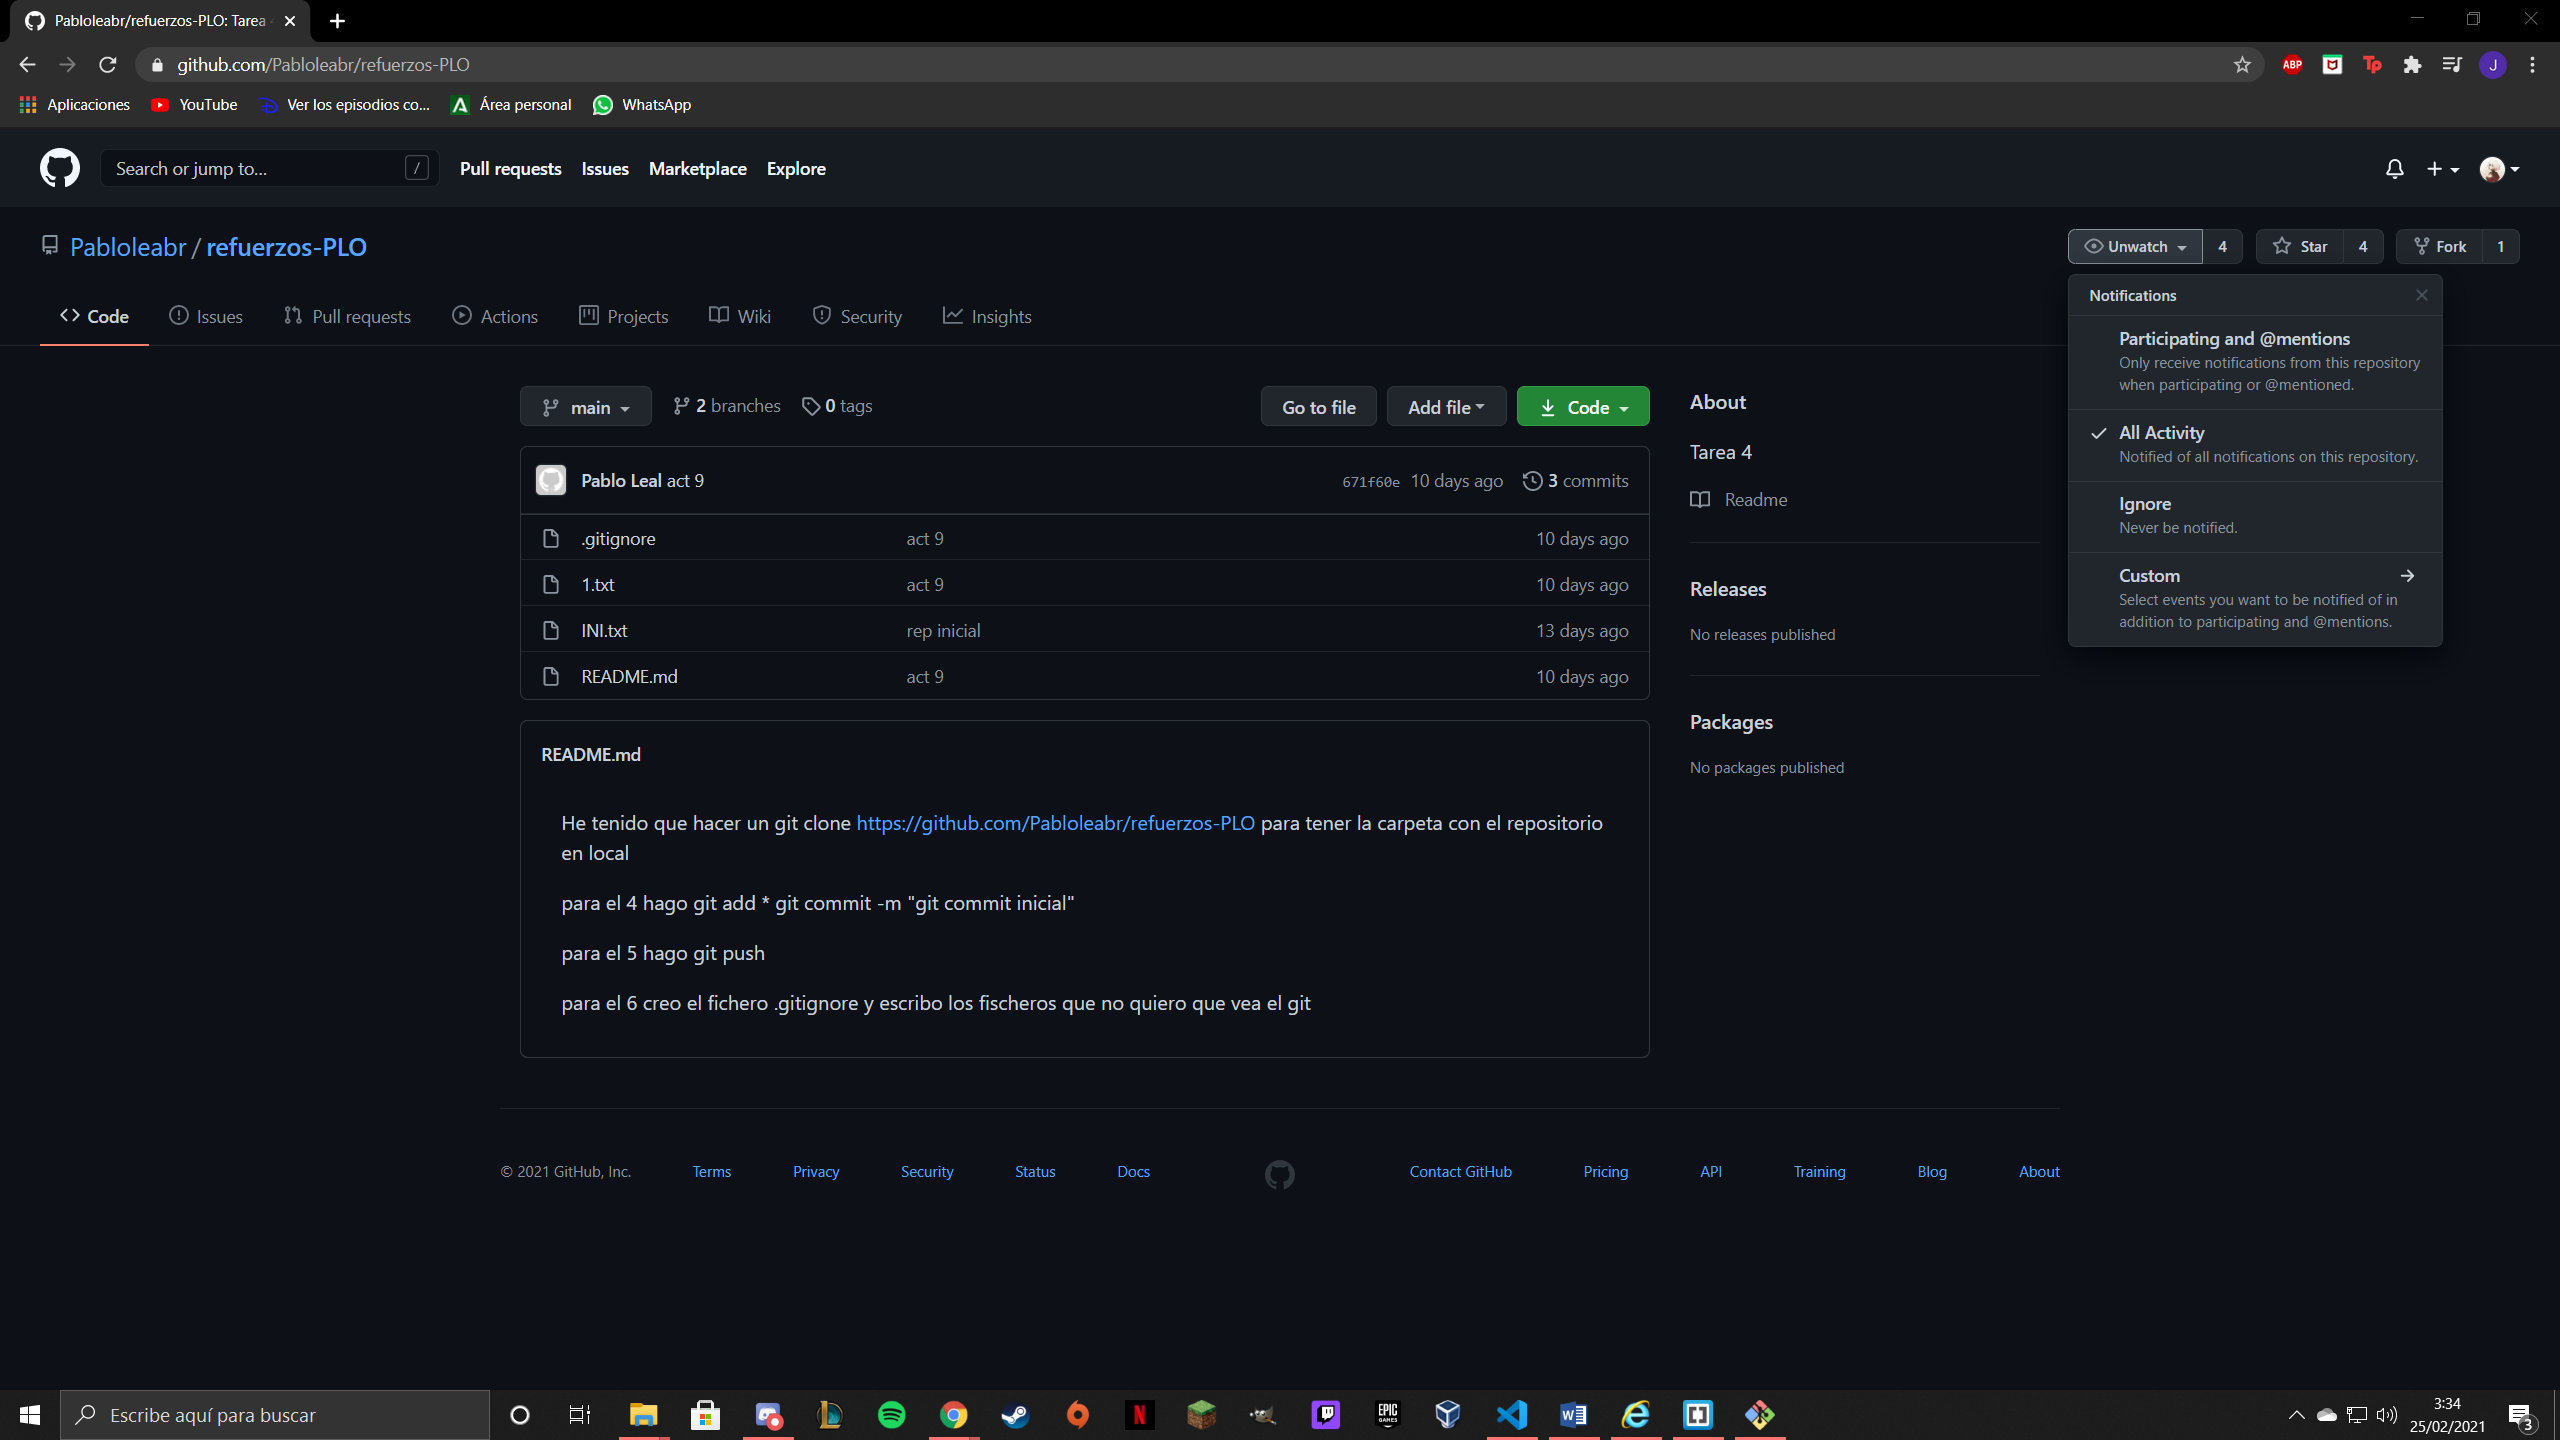 Pabloleabr/refuerzos-PLO: Tarea
github.com/Pabloleabr/refuerzos-PLO
ABP
Tp
J
Aplicaciones
YouTube
Ver los episodios co...
Área personal
WhatsApp
Search or jump to...
/
Pull requests
Issues
Marketplace
Explore
Pabloleabr / refuerzos-PLO
Unwatch
4
Star
4
Fork
1
Code
Issues
Pull requests
Actions
Projects
Wiki
Security
Insights
Notifications
Participating and @mentions
Only receive notifications from this repository
when participating or @mentioned.
All Activity
Notified of all notifications on this repository.
Ignore
Never be notified.
Custom
Select events you want to be notified of in
addition to participating and @mentions.
main
2 branches
0 tags
Go to file
Add file
Code
Pablo Leal act 9
671f60e
10 days ago
3 commits
.gitignore
act 9
10 days ago
1.txt
act 9
10 days ago
INI.txt
rep inicial
13 days ago
README.md
act 9
10 days ago
About
Tarea 4
Readme
Releases
No releases published
Packages
No packages published
README.md
He tenido que hacer un git clone https://github.com/Pabloleabr/refuerzos-PLO para tener la carpeta con el repositorio
en local
para el 4 hago git add * git commit -m "git commit inicial"
para el 5 hago git push
para el 6 creo el fichero .gitignore y escribo los fischeros que no quiero que vea el git
© 2021 GitHub, Inc.
Terms
Privacy
Security
Status
Docs
Contact GitHub
Pricing
API
Training
Blog
About
Escribe aquí para buscar
EPIC
GAMES
3:34
25/02/2021
3